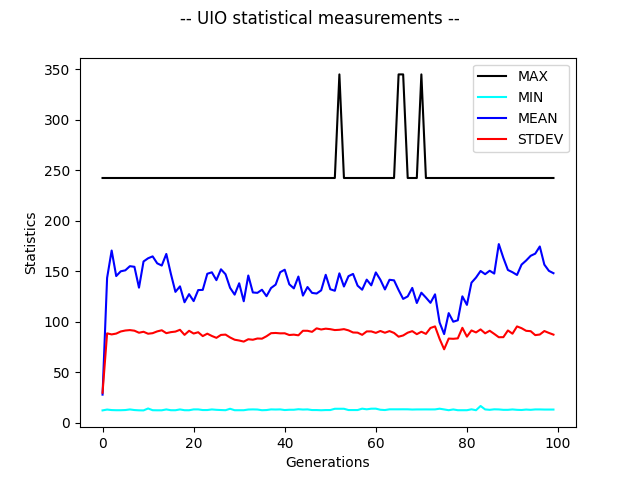 -- UIO statistical measurements --
350
300
250
200
150
100
50
0
Statistics
MAX
MIN
MEAN
STDEV
0 20 40 60 80 100
Generations